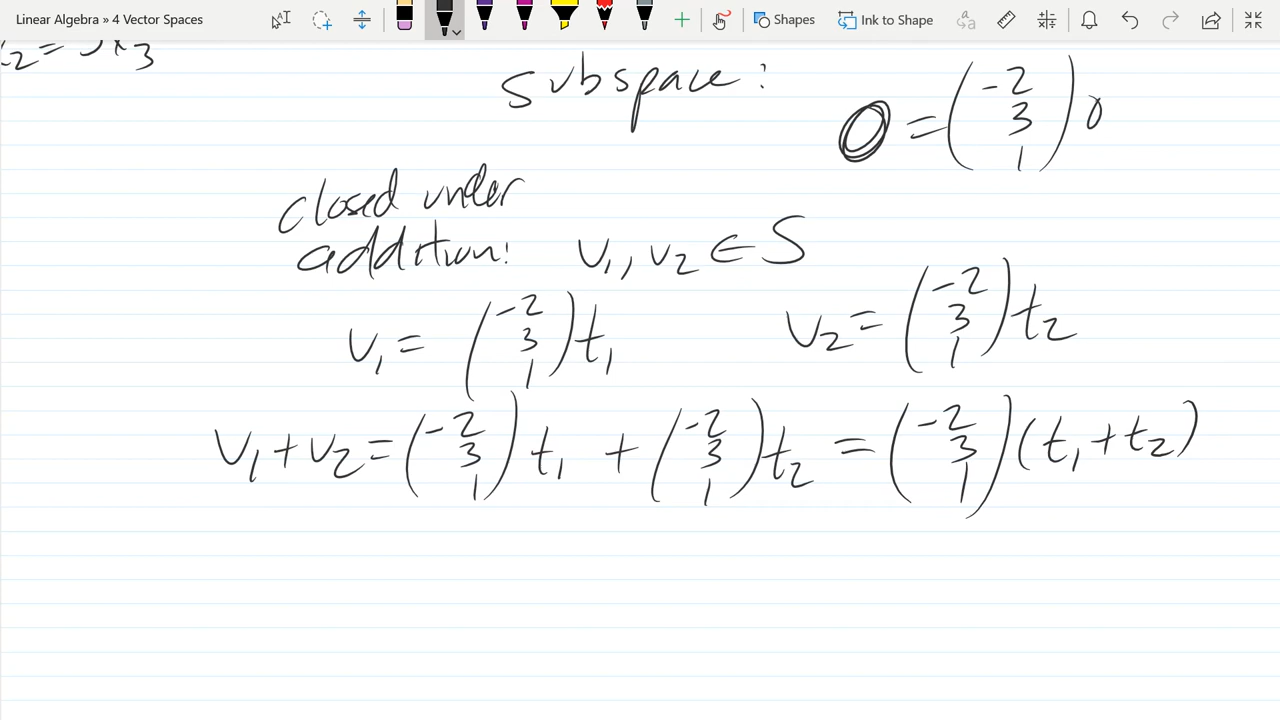 Linear Algebra » 4 Vector Spaces
Shapes
Ink to Shape
subspace:
0 = (-2 3 1) 0
closed under
addition: v₁, v₂ ∈ S
v₁ = (-2 3 1) t₁ v₂ = (-2 3 1) t₂
v₁ + v₂ = (-2 3 1) t₁ + (-2 3 1) t₂ = (-2 3 1) (t₁ + t₂)